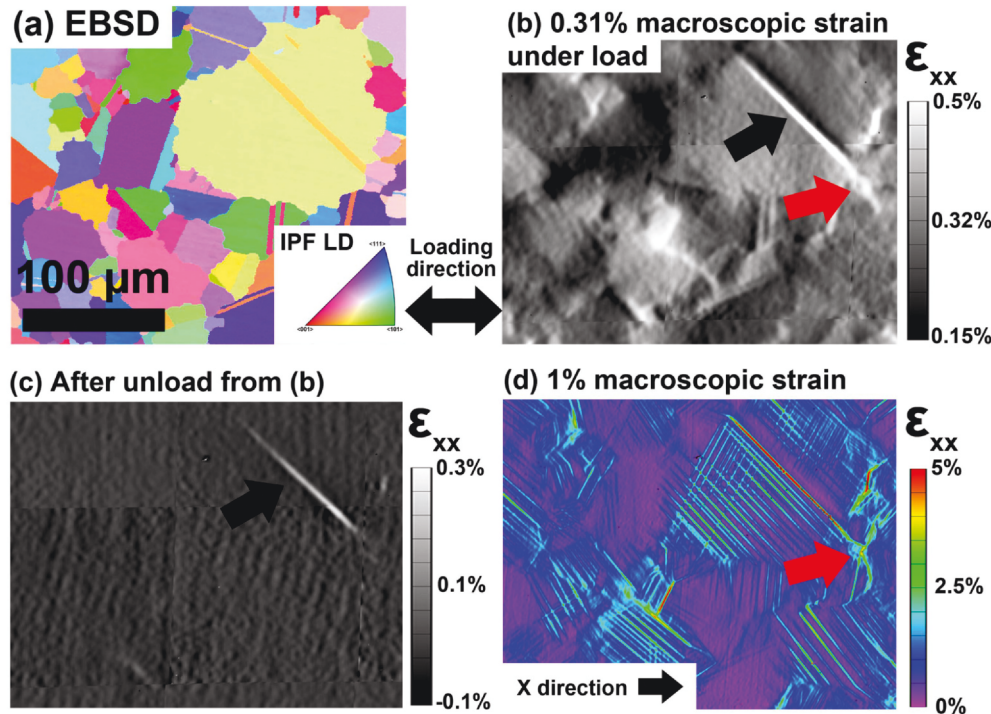 (a) EBSD
100 µm
IPF LD
<111>
<001>
<101>
Loading
direction
(b) 0.31% macroscopic strain
under load
εxx
0.5%
0.32%
0.15%
(c) After unload from (b)
εxx
0.3%
0.1%
-0.1%
(d) 1% macroscopic strain
X direction
εxx
5%
2.5%
0%